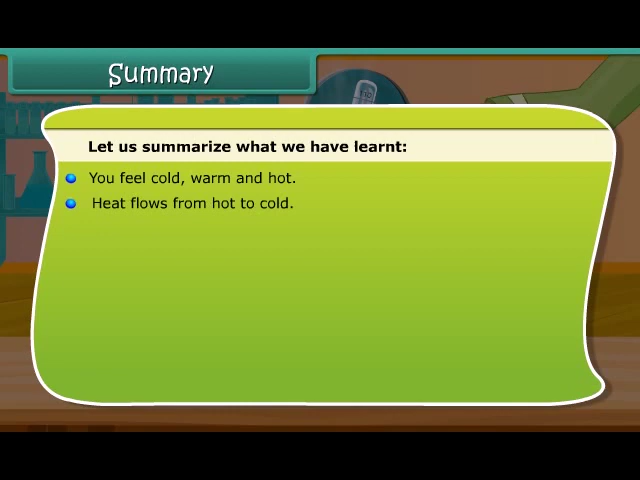 Summary
Let us summarize what we have learnt:
You feel cold, warm and hot.
Heat flows from hot to cold.